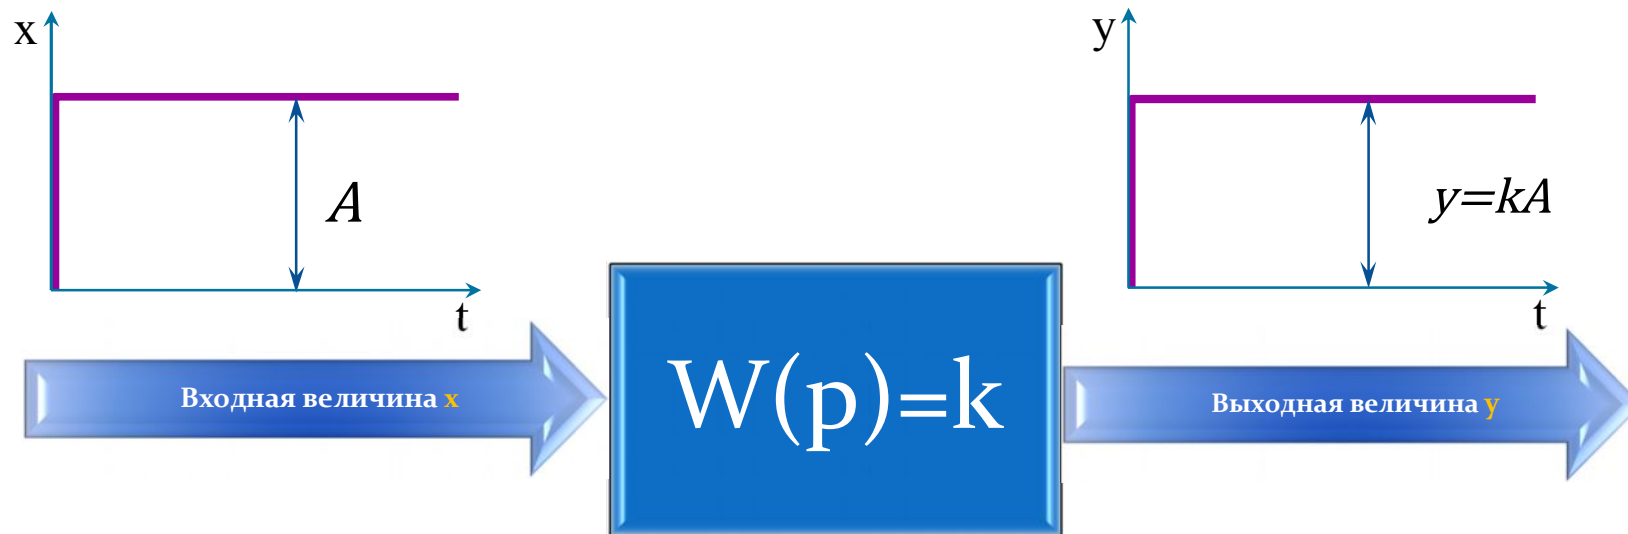 x
A
t
Входная величина x
W(p)=k
y
y=kA
t
Выходная величина y